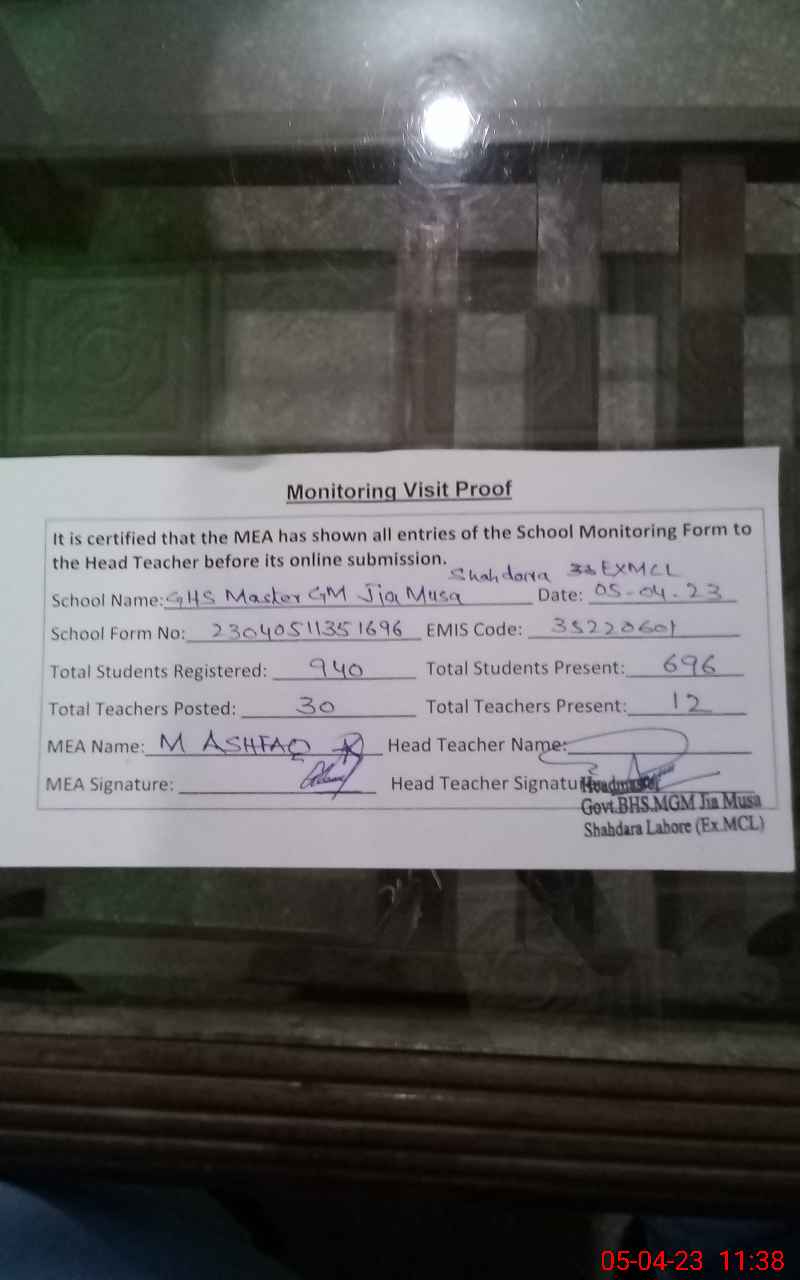 Monitoring Visit Proof
It is certified that the MEA has shown all entries of the School Monitoring Form to
the Head Teacher before its online submission.
Shahdara 33 EXMCL
School Name: GHS Master GM Jia Musa Date: 05-04-23
School Form No: 23040511351696 EMIS Code: 35220601
Total Students Registered: 940 Total Students Present: 696
Total Teachers Posted: 30 Total Teachers Present: 12
MEA Name: M ASHFAQ Head Teacher Name:
MEA Signature: Head Teacher Signatu
Headmaster
Govt.BHS.MGM Jia Musa
Shahdara Lahore (Ex.MCL)
05-04-23 11:38